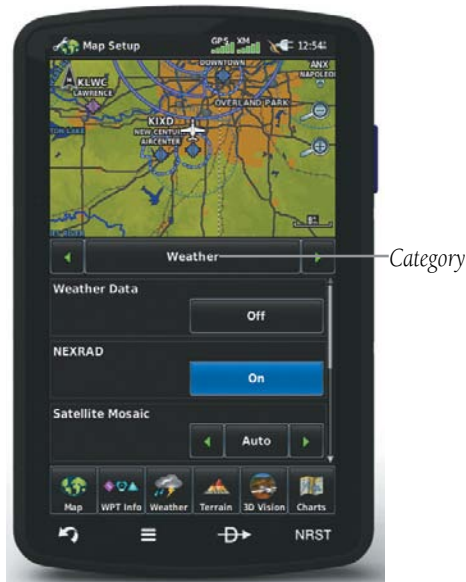 Map Setup
GPS XM
12:54
DOWNTOWN
ANX
KLWC
LAWRENCE
OVERLAND PARK
KIXD
NEW CENTU
AIRCENTER
Weather
Category
Weather Data
Off
NEXRAD
On
Satellite Mosaic
Auto
Map
WPT Info
Weather
Terrain
3D Vision
Charts
NRST